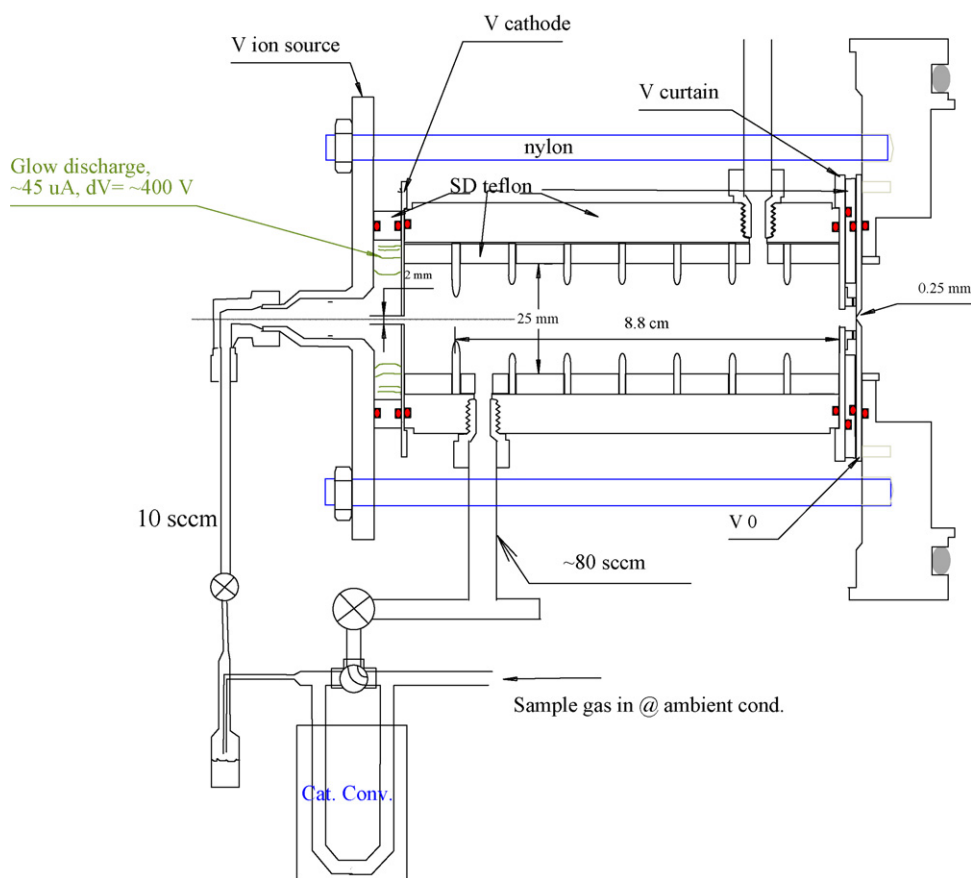 V cathode
V ion source
V curtain
nylon
Glow discharge,
~45 uA, dV= ~400 V
SD teflon
2 mm
0.25 mm
25 mm
8.8 cm
10 sccm
V 0
~80 sccm
Sample gas in @ ambient cond.
Cat. Conv.